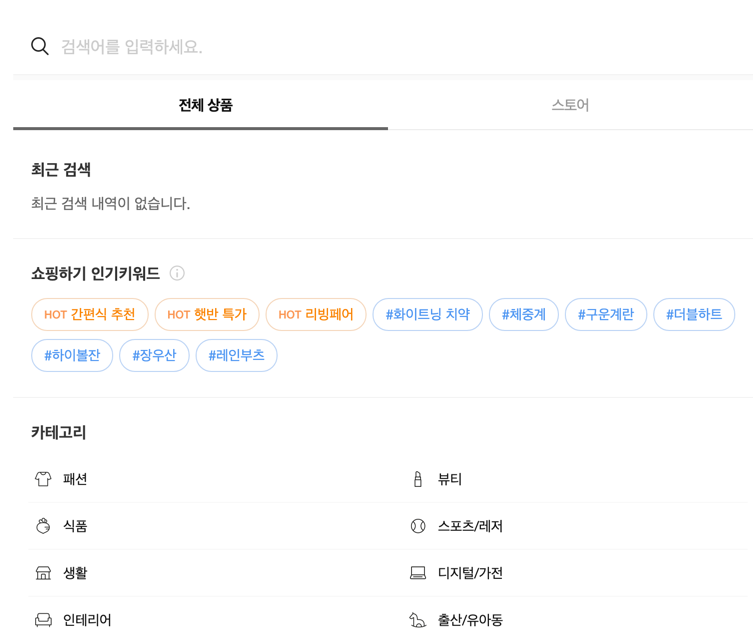 검색어를 입력하세요.
전체 상품 스토어
최근 검색
최근 검색 내역이 없습니다.
쇼핑하기 인기키워드
HOT 간편식 추천 HOT 햇반 특가 HOT 리빙페어 #화이트닝 치약 #체중계 #구운계란 #더블하트
#하이볼잔 #장우산 #레인부츠
카테고리
패션 뷰티
식품 스포츠/레저
생활 디지털/가전
인테리어 출산/유아동